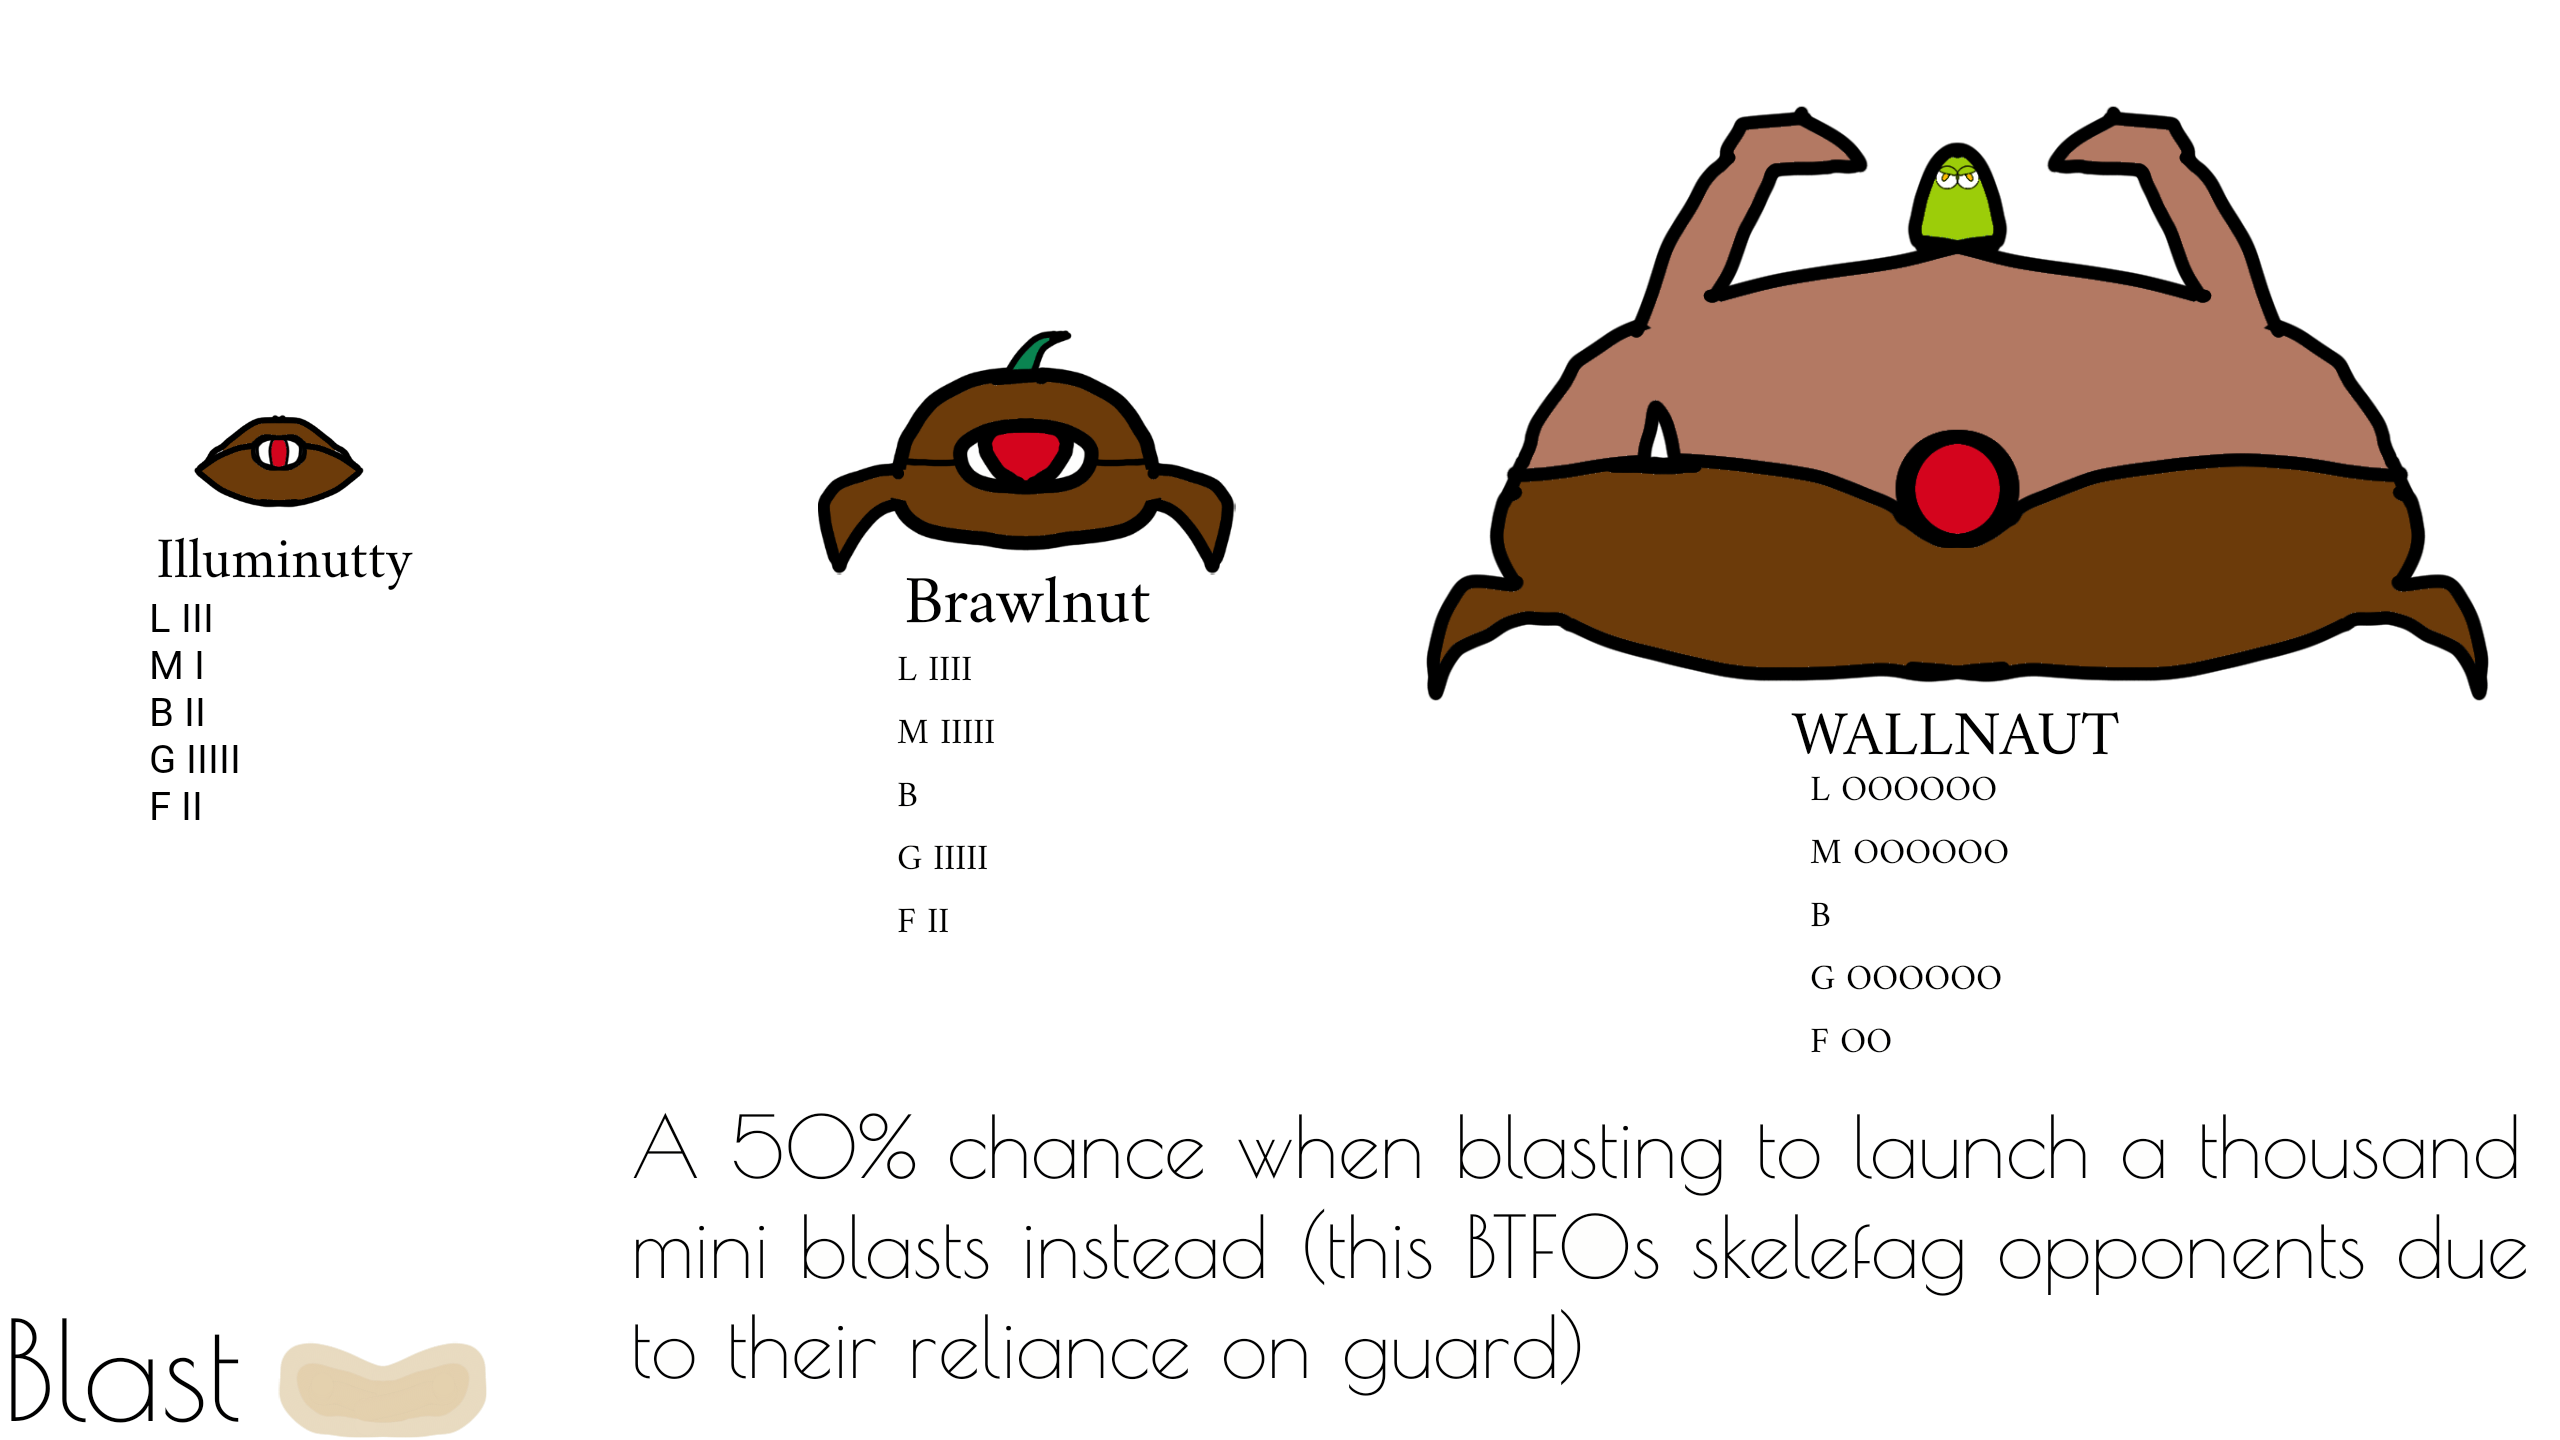 Illuminutty
L III
M I
B II
G IIIII
F II
Brawlnut
L IIII
M IIIII
B
G IIIII
F II
WALLNAUT
L OOOOOO
M OOOOOO
B
G OOOOOO
F OO
A 50% chance when blasting to launch a thousand
mini blasts instead (this BTFOs skelefag opponents due
to their reliance on guard)
Blast